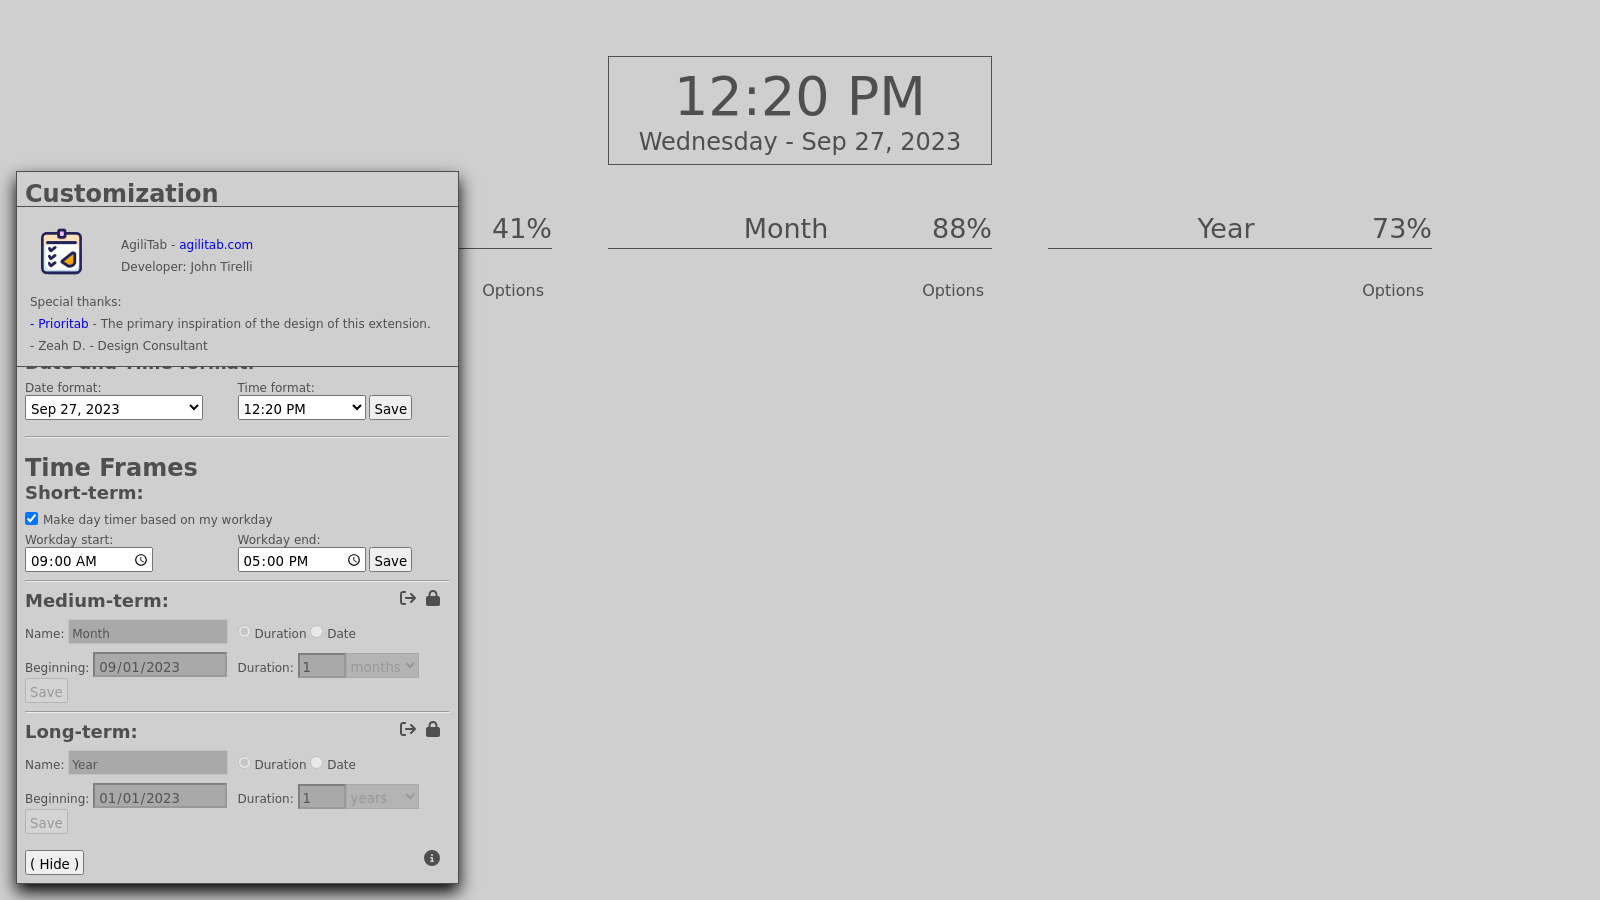 12:20 PM
Wednesday - Sep 27, 2023
41%
Options
Month 88%
Options
Year 73%
Options
Customization
AgiliTab - agilitab.com
Developer: John Tirelli
Special thanks:
- Prioritab - The primary inspiration of the design of this extension.
- Zeah D. - Design Consultant
Date and Time format:
Date format: Time format:
Sep 27, 2023 12:20 PM Save
Time Frames
Short-term:
Make day timer based on my workday
Workday start: Workday end:
09:00 AM 05:00 PM Save
Medium-term:
Name: Month Duration Date
Beginning: 09/01/2023 Duration: 1 months
Save
Long-term:
Name: Year Duration Date
Beginning: 01/01/2023 Duration: 1 years
Save
( Hide )